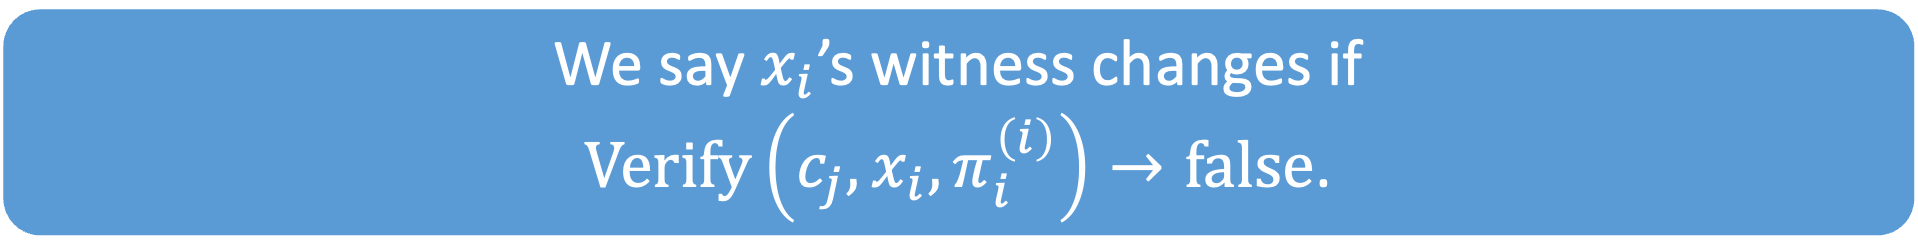 We say 𝑥ᵢ’s witness changes if
Verify(𝑐ⱼ, 𝑥ᵢ, 𝜋ᵢ⁽ⁱ⁾) → false.